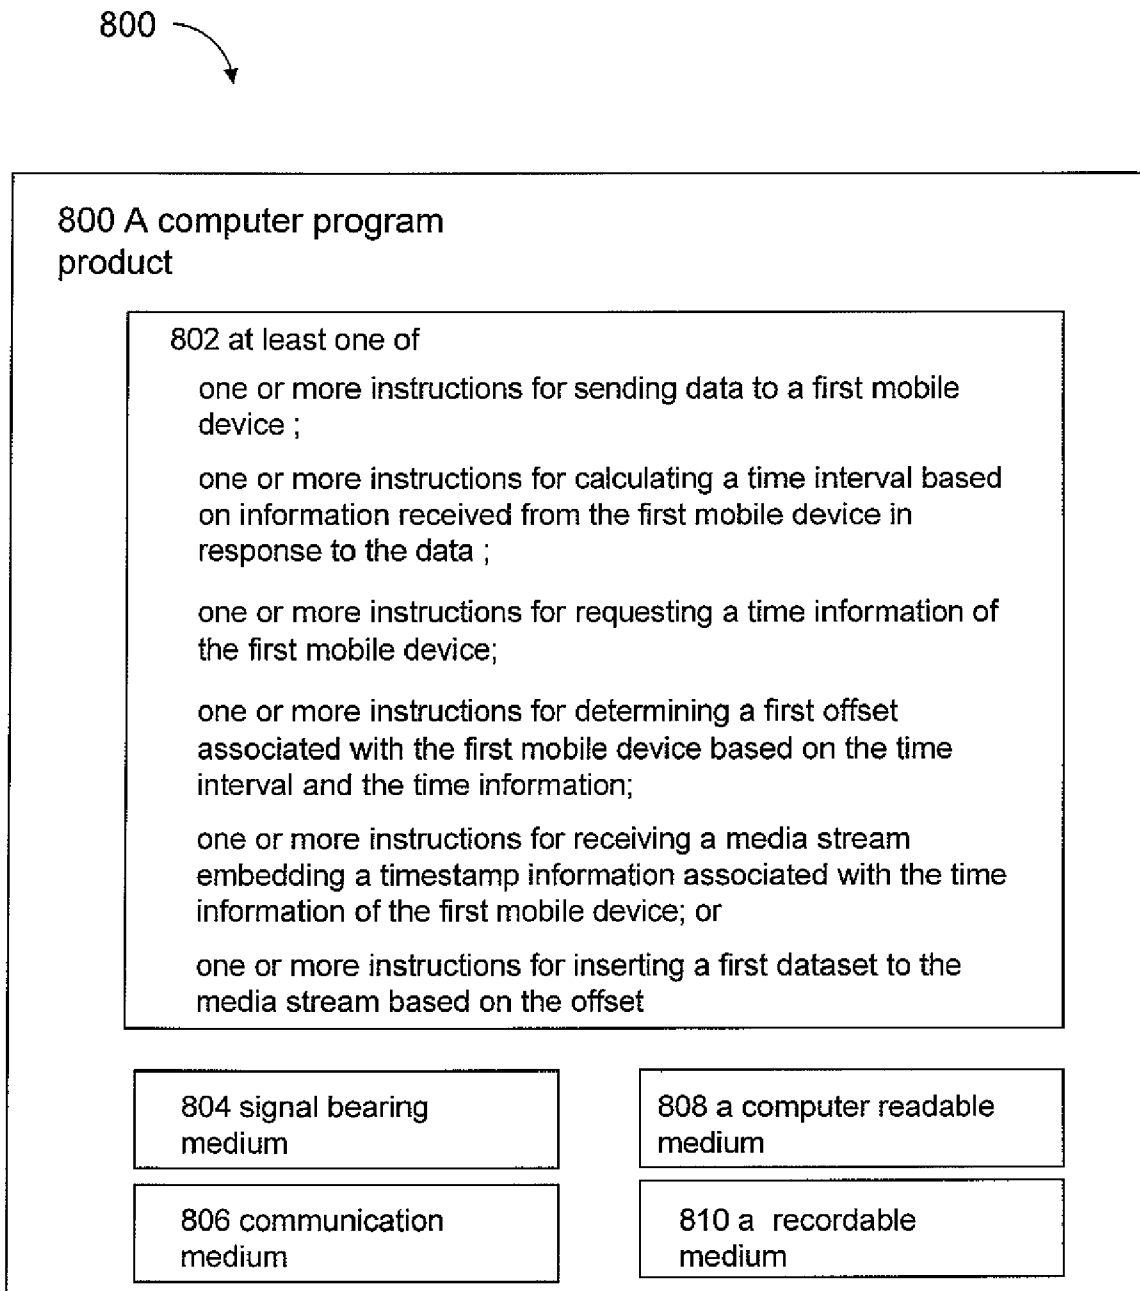 800
800 A computer program
product
802 at least one of
one or more instructions for sending data to a first mobile
device ;
one or more instructions for calculating a time interval based
on information received from the first mobile device in
response to the data ;
one or more instructions for requesting a time information of
the first mobile device;
one or more instructions for determining a first offset
associated with the first mobile device based on the time
interval and the time information;
one or more instructions for receiving a media stream
embedding a timestamp information associated with the time
information of the first mobile device; or
one or more instructions for inserting a first dataset to the
media stream based on the offset
804 signal bearing
medium
808 a computer readable
medium
806 communication
medium
810 a recordable
medium